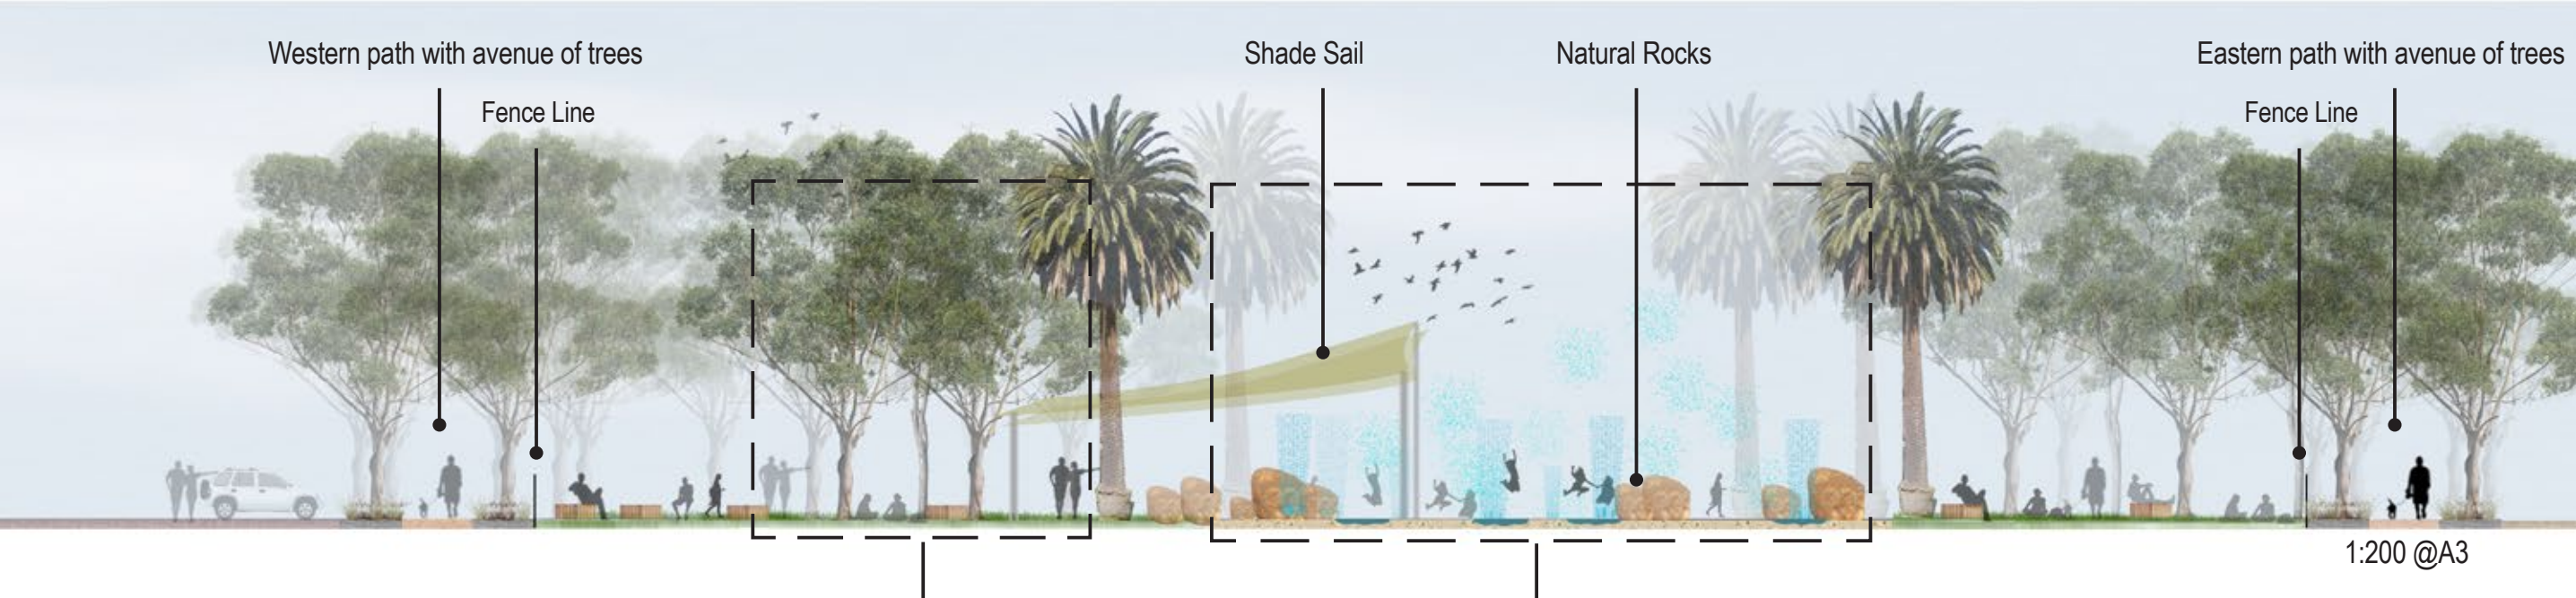 Western path with avenue of trees
Fence Line
Shade Sail
Natural Rocks
Eastern path with avenue of trees
Fence Line
1:200 @A3